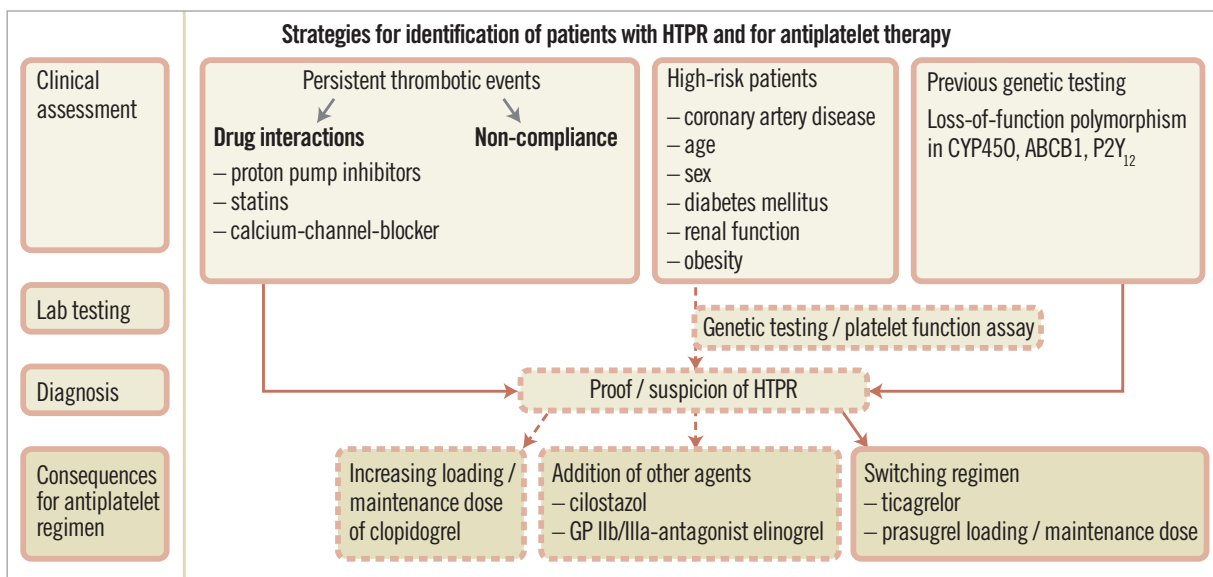 Strategies for identification of patients with HTPR and for antiplatelet therapy
Clinical
assessment
Persistent thrombotic events
Drug interactions
– proton pump inhibitors
– statins
– calcium-channel-blocker
Non-compliance
High-risk patients
– coronary artery disease
– age
– sex
– diabetes mellitus
– renal function
– obesity
Previous genetic testing
Loss-of-function polymorphism
in CYP450, ABCB1, P2Y12
Lab testing
Genetic testing / platelet function assay
Diagnosis
Proof / suspicion of HTPR
Consequences
for antiplatelet
regimen
Increasing loading /
maintenance dose
of clopidogrel
Addition of other agents
– cilostazol
– GP IIb/IIIa-antagonist elinogrel
Switching regimen
– ticagrelor
– prasugrel loading / maintenance dose